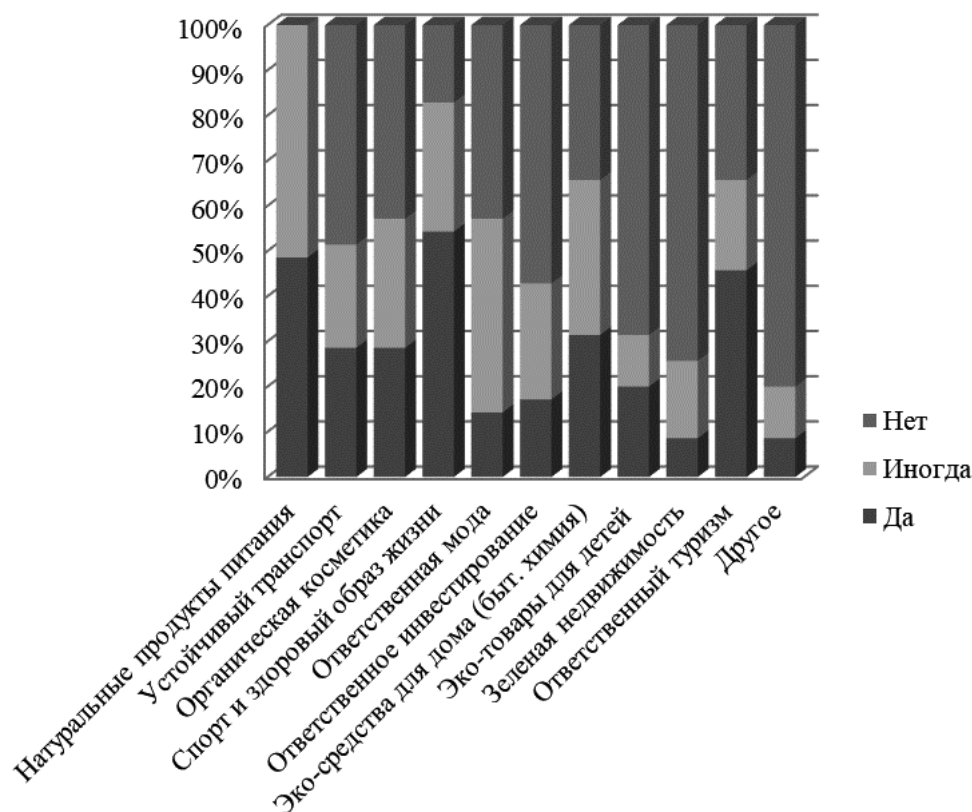 100%
90%
80%
70%
60%
50%
40%
30%
20%
10%
0%
Нет
Иногда
Да
Натуральные продукты питания
Устойчивый транспорт
Органическая косметика
Спорт и здоровый образ жизни
Ответственная мода
Ответственное инвестирование
Эко-средства для дома (быт. химия)
Эко-товары для детей
Зеленая недвижимость
Ответственный туризм
Другое